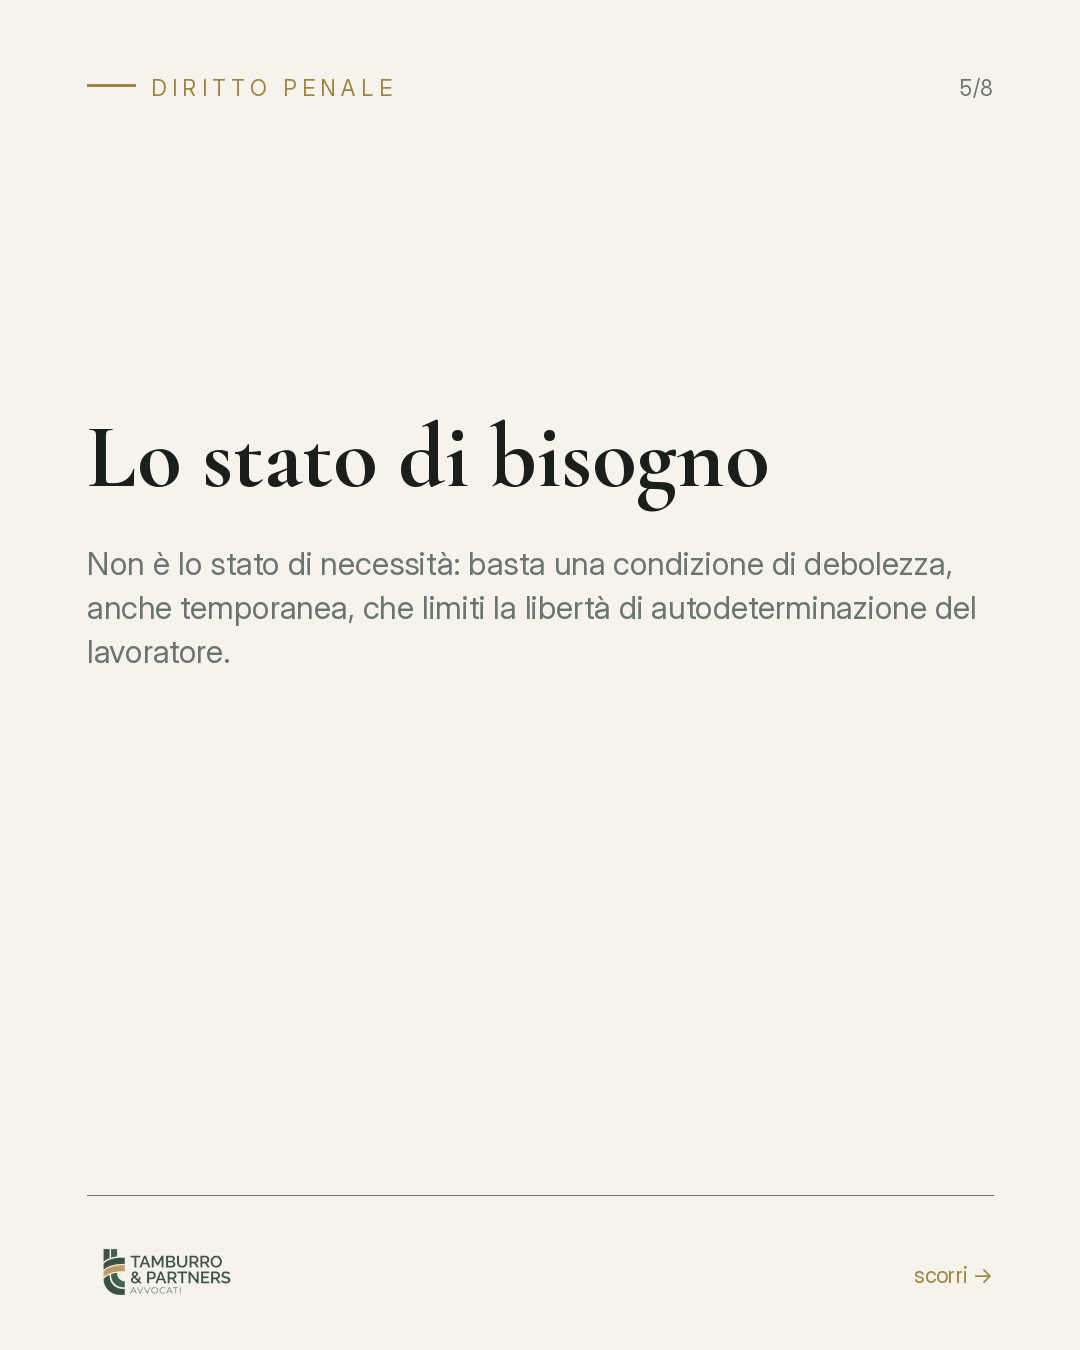 DIRITTO PENALE
5/8
Lo stato di bisogno
Non è lo stato di necessità: basta una condizione di debolezza,
anche temporanea, che limiti la libertà di autodeterminazione del
lavoratore.
TAMBURRO
& PARTNERS
AVVOCATI
scorri →